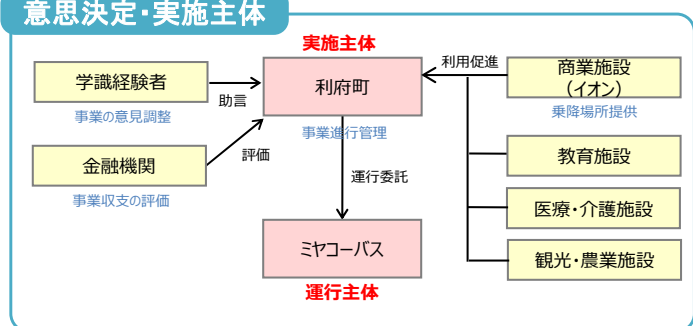 意思決定・実施主体
実施主体
学識経験者
事業の意見調整
助言
利府町
事業進行管理
利用促進
商業施設
（イオン）
乗降場所提供
金融機関
事業収支の評価
評価
運行委託
教育施設
医療・介護施設
ミヤコーバス
運行主体
観光・農業施設